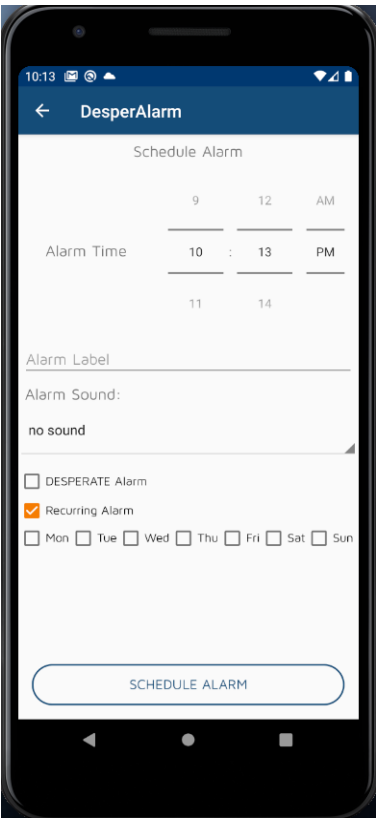 10:13
DesperAlarm
Schedule Alarm
9 12 AM
Alarm Time 10 : 13 PM
11 14
Alarm Label
Alarm Sound:
no sound
DESPERATE Alarm
Recurring Alarm
Mon Tue Wed Thu Fri Sat Sun
SCHEDULE ALARM